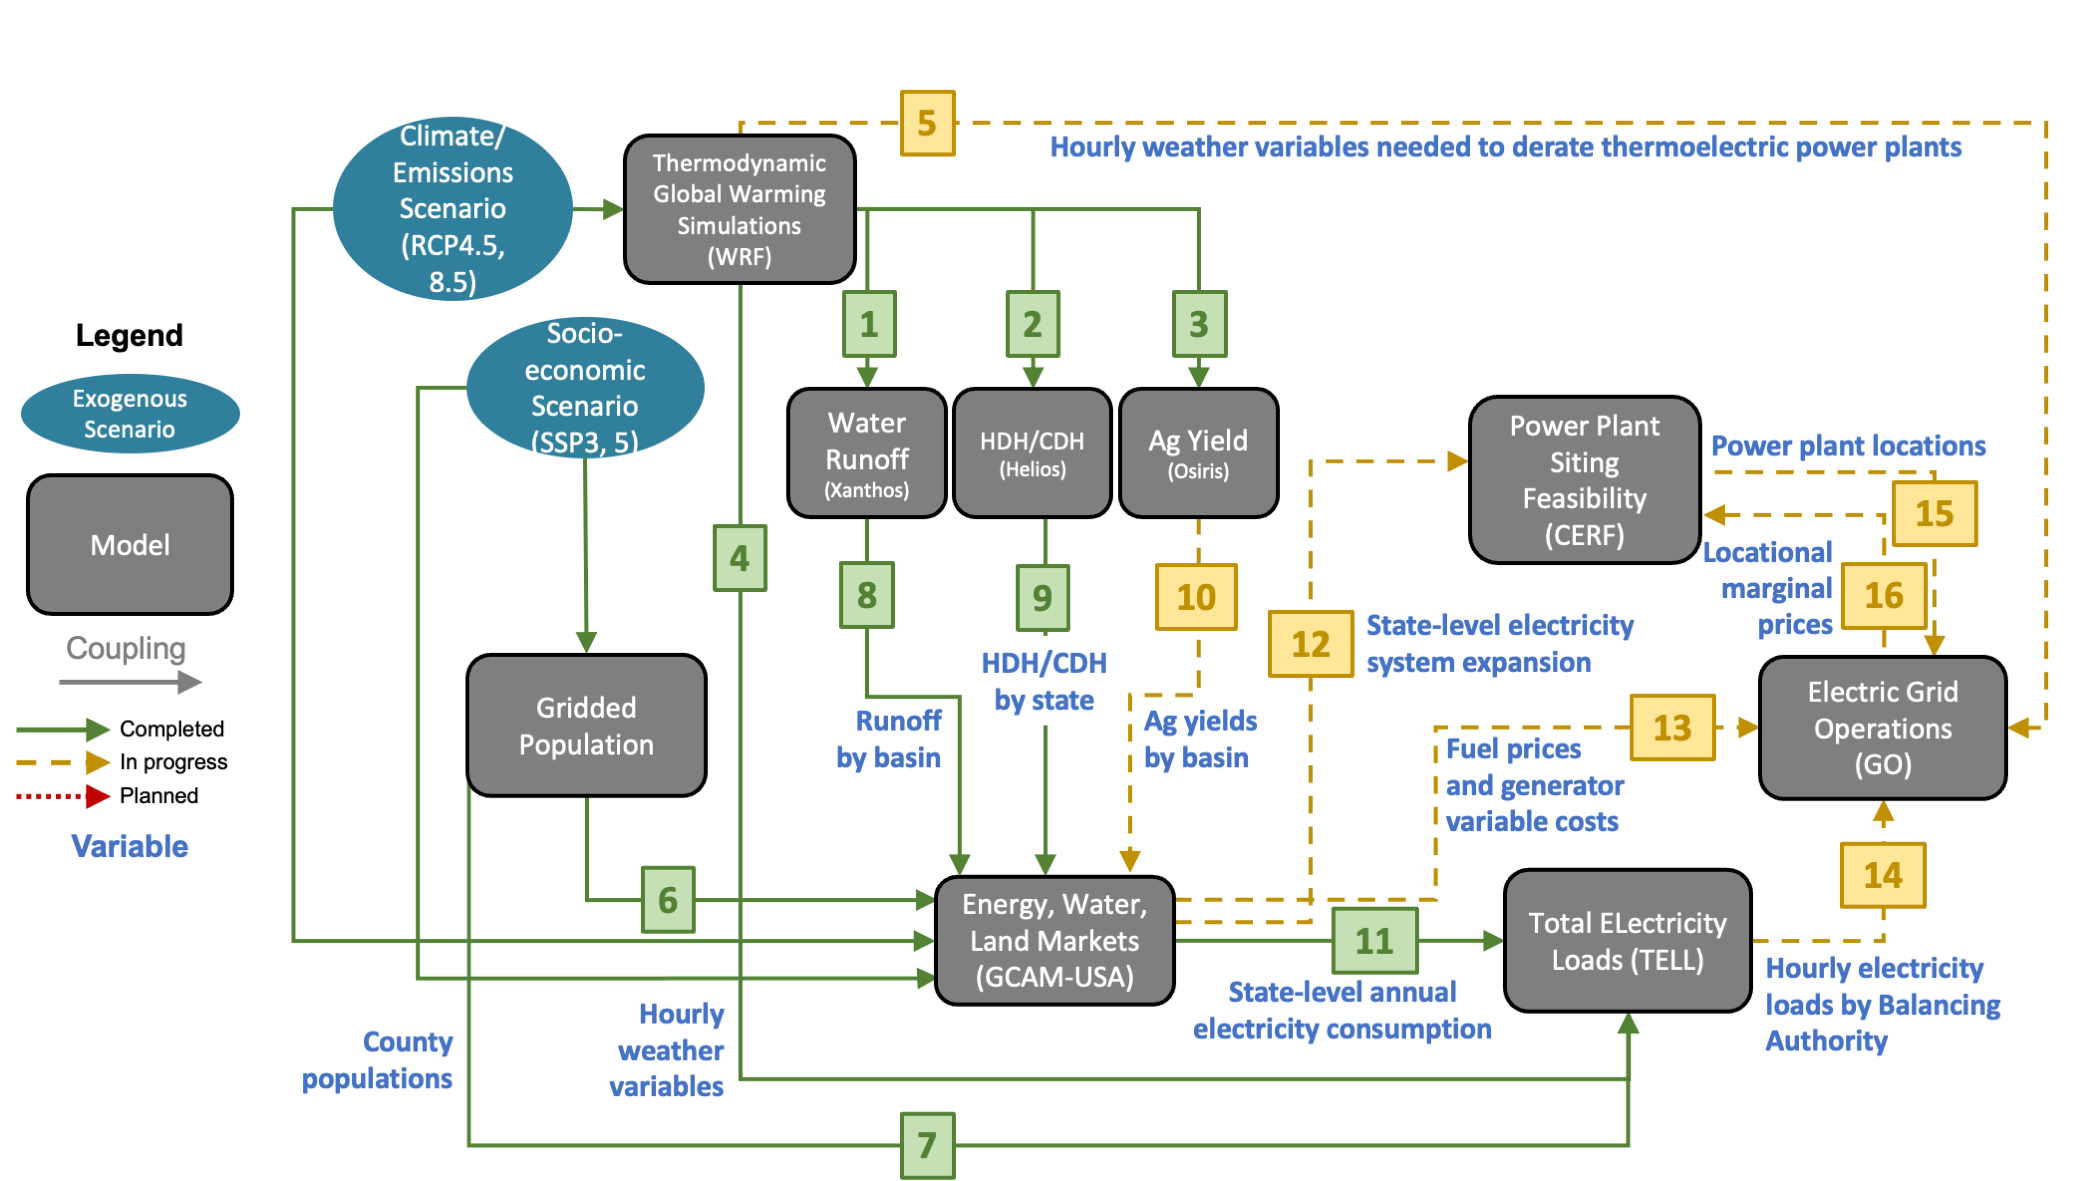 5
Hourly weather variables needed to derate thermoelectric power plants
Climate/
Emissions
Scenario
(RCP4.5,
8.5)
Thermodynamic
Global Warming
Simulations
(WRF)
1
2
3
Legend
Exogenous
Scenario
Model
Coupling
Completed
In progress
Planned
Variable
Socio-
economic
Scenario
(SSP3, 5)
Water
Runoff
(Xanthos)
HDH/CDH
(Helios)
Ag Yield
(Osiris)
Power Plant
Siting
Feasibility
(CERF)
Power plant locations
15
Locational
marginal
prices
16
4
8
9
10
12
State-level electricity
system expansion
HDH/CDH
by state
Gridded
Population
Runoff
by basin
Ag yields
by basin
13
Fuel prices
and generator
variable costs
Electric Grid
Operations
(GO)
14
6
Energy, Water,
Land Markets
(GCAM-USA)
11
State-level annual
electricity consumption
Total ELectricity
Loads (TELL)
Hourly electricity
loads by Balancing
Authority
County
populations
Hourly
weather
variables
7